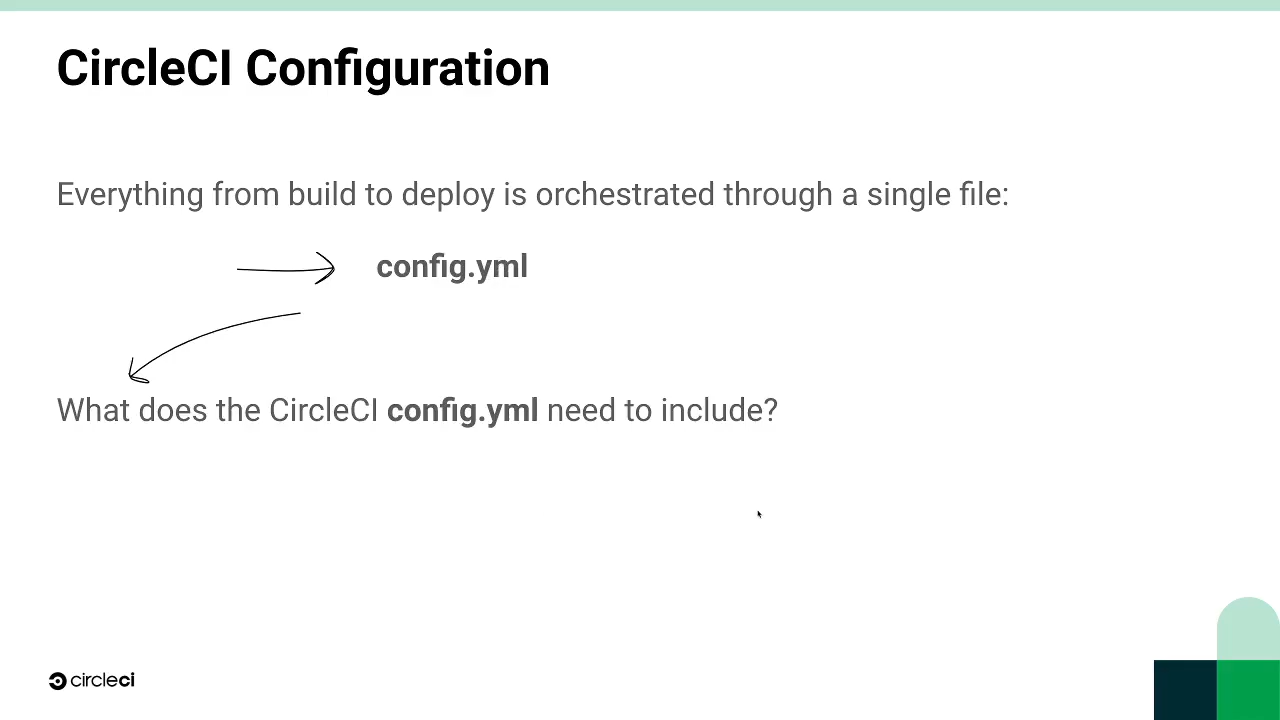 CircleCI Configuration
Everything from build to deploy is orchestrated through a single file:
config.yml
What does the CircleCI config.yml need to include?
circleci